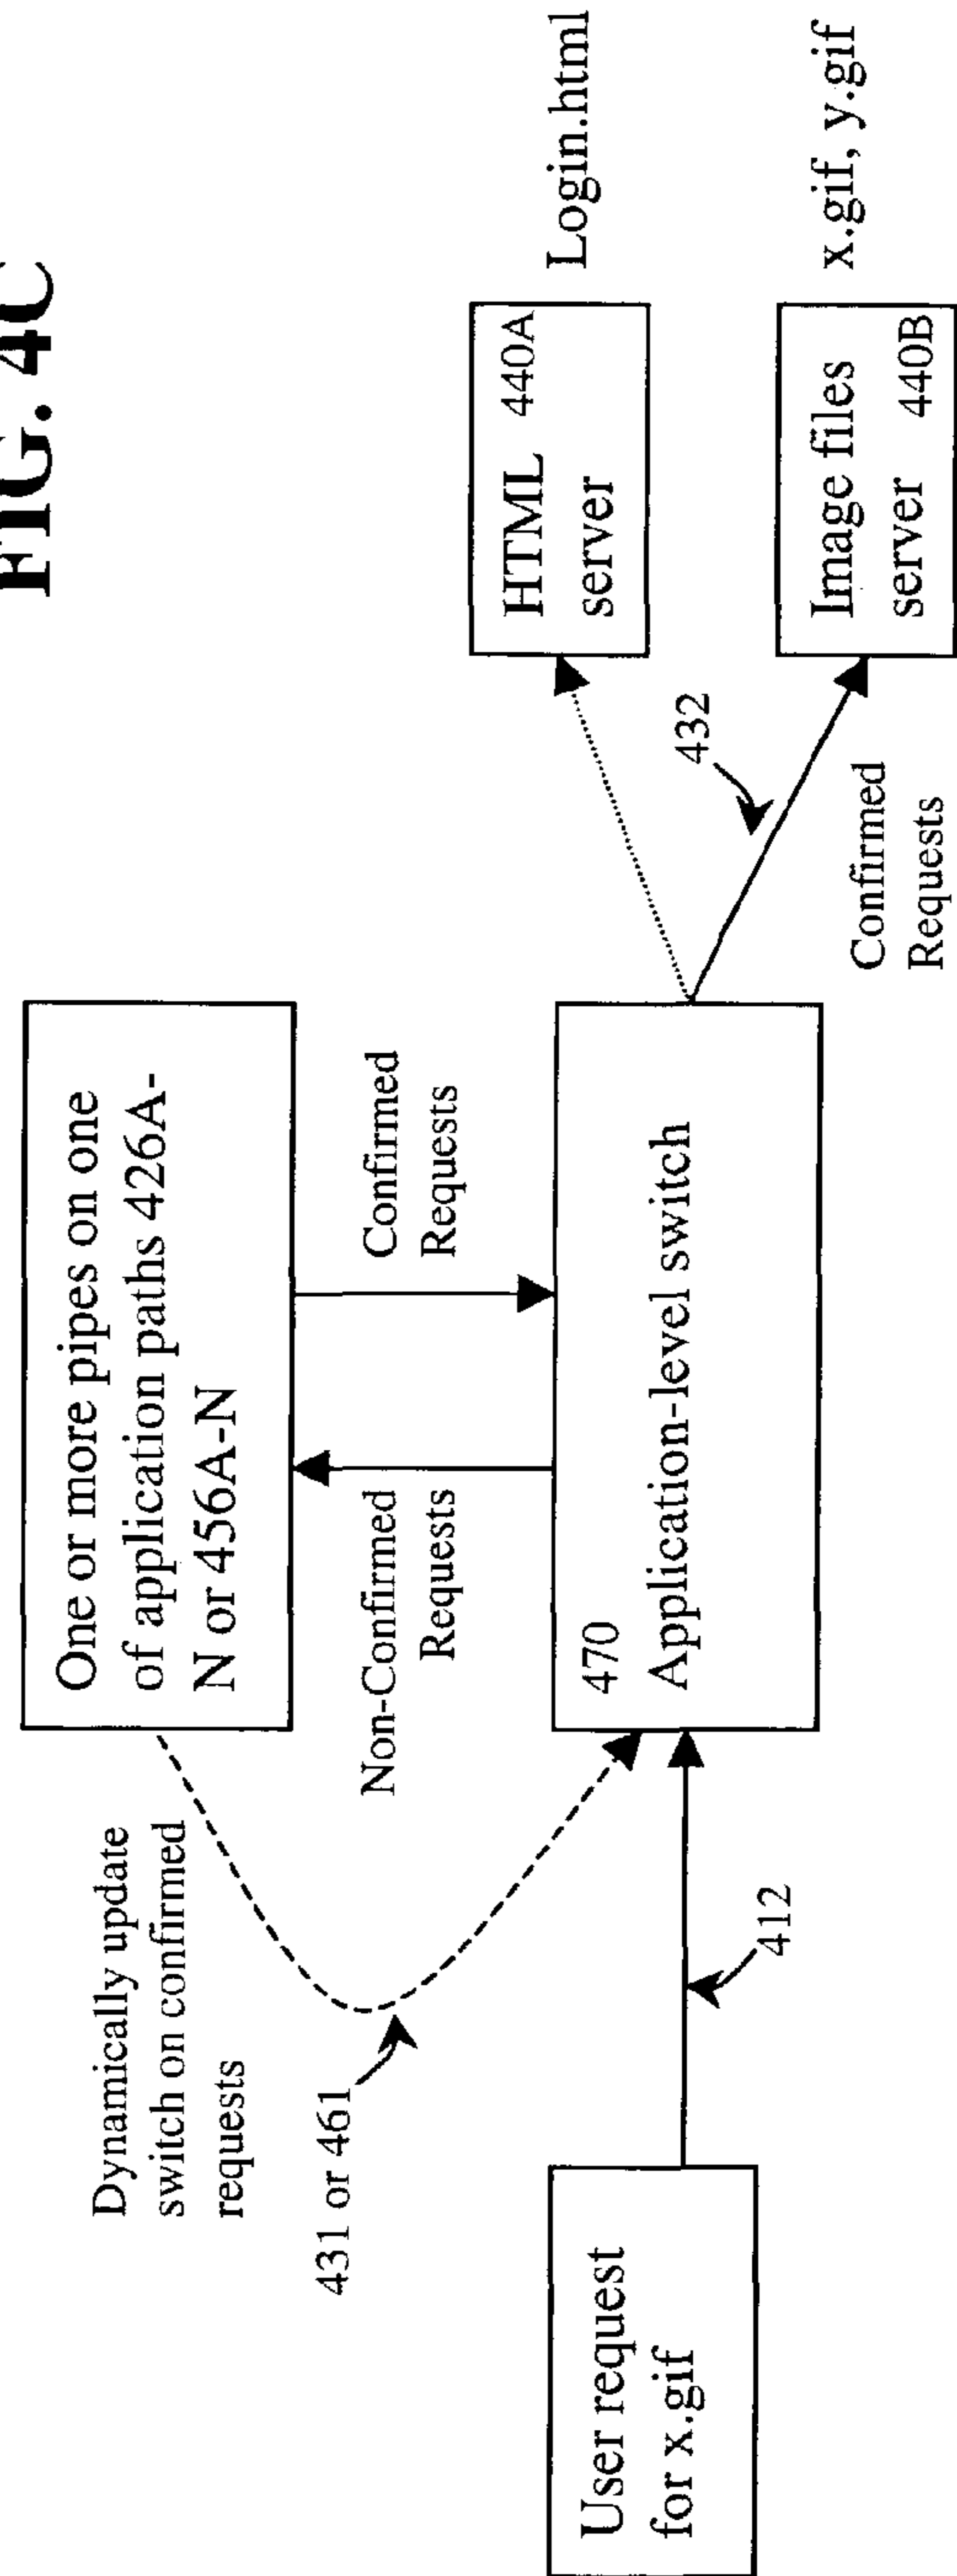 FIG. 4C
Dynamically update
switch on confirmed
requests
431 or 461
One or more pipes on one
of application paths 426A-
N or 456A-N
Non-Confirmed
Requests
Confirmed
Requests
User request
for x.gif
412
470
Application-level switch
432
Confirmed
Requests
HTML 440A
server
Login.html
Image files
server 440B
x.gif, y.gif